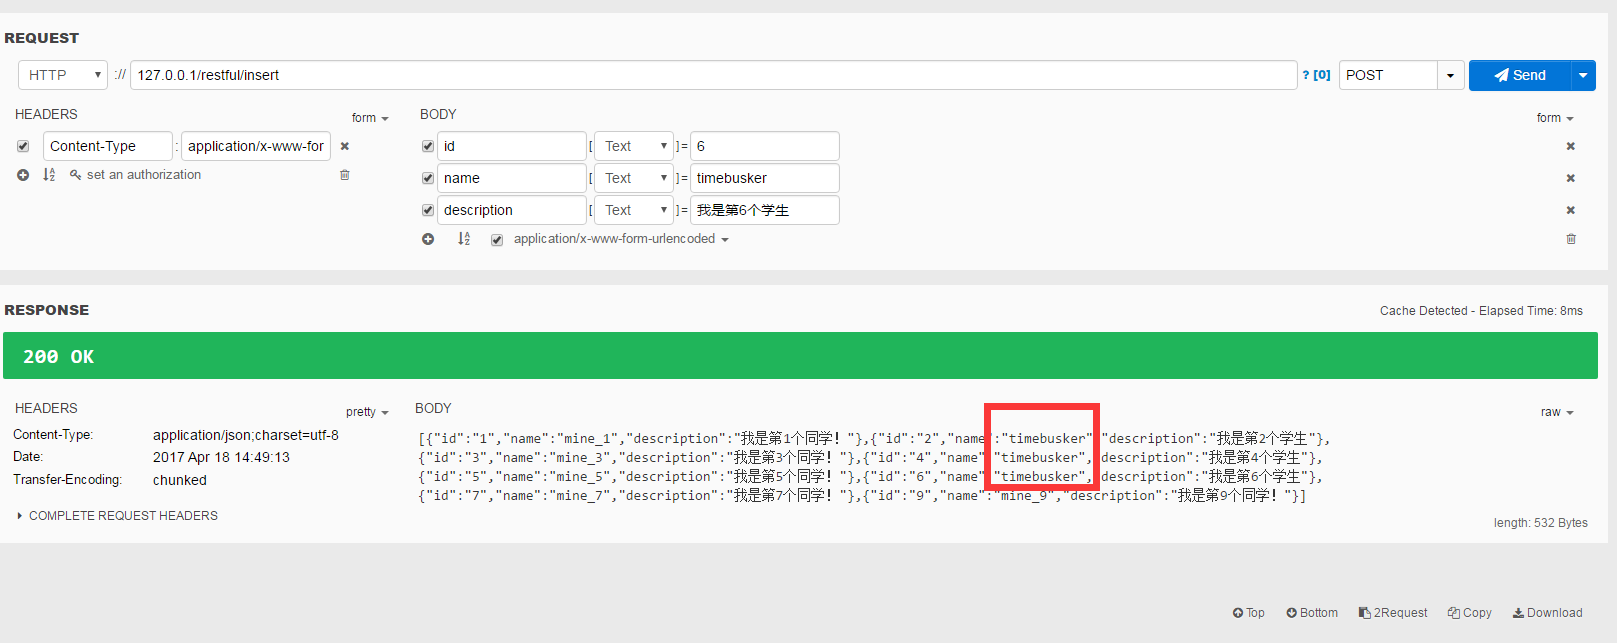 REQUEST
HTTP :// 127.0.0.1/restful/insert ? [0] POST Send
HEADERS form BODY form
Content-Type : application/x-www-for id [ Text ]= 6
set an authorization name [ Text ]= timebusker
description [ Text ]= 我是第6个学生
application/x-www-form-urlencoded
RESPONSE Cache Detected - Elapsed Time: 8ms
200 OK
HEADERS pretty BODY raw
Content-Type: application/json;charset=utf-8
Date: 2017 Apr 18 14:49:13
Transfer-Encoding: chunked
COMPLETE REQUEST HEADERS
[{"id":"1","name":"mine_1","description":"我是第1个同学！"},{"id":"2","name":"timebusker","description":"我是第2个学生"},
{"id":"3","name":"mine_3","description":"我是第3个同学！"},{"id":"4","name":"timebusker","description":"我是第4个学生"},
{"id":"5","name":"mine_5","description":"我是第5个同学！"},{"id":"6","name":"timebusker","description":"我是第6个学生"},
{"id":"7","name":"mine_7","description":"我是第7个同学！"},{"id":"9","name":"mine_9","description":"我是第9个同学！"}]
length: 532 Bytes
Top Bottom 2Request Copy Download